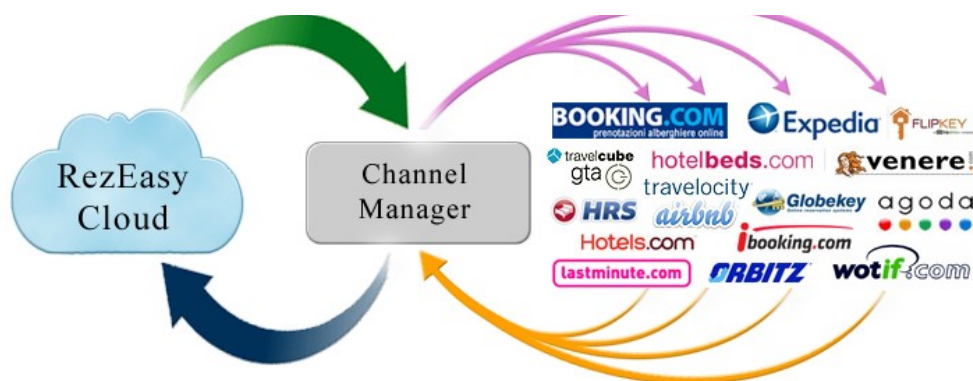 RezEasy
Cloud
Channel
Manager
BOOKING.COM
prenotazioni alberghiere online
Expedia
FLIPKEY
travelcube
gta
hotelbeds.com
venere
travelocity
HRS
airbnb
Globekey
agoda
Hotels.com
ibooking.com
lastminute.com
ORBITZ
wotif.com